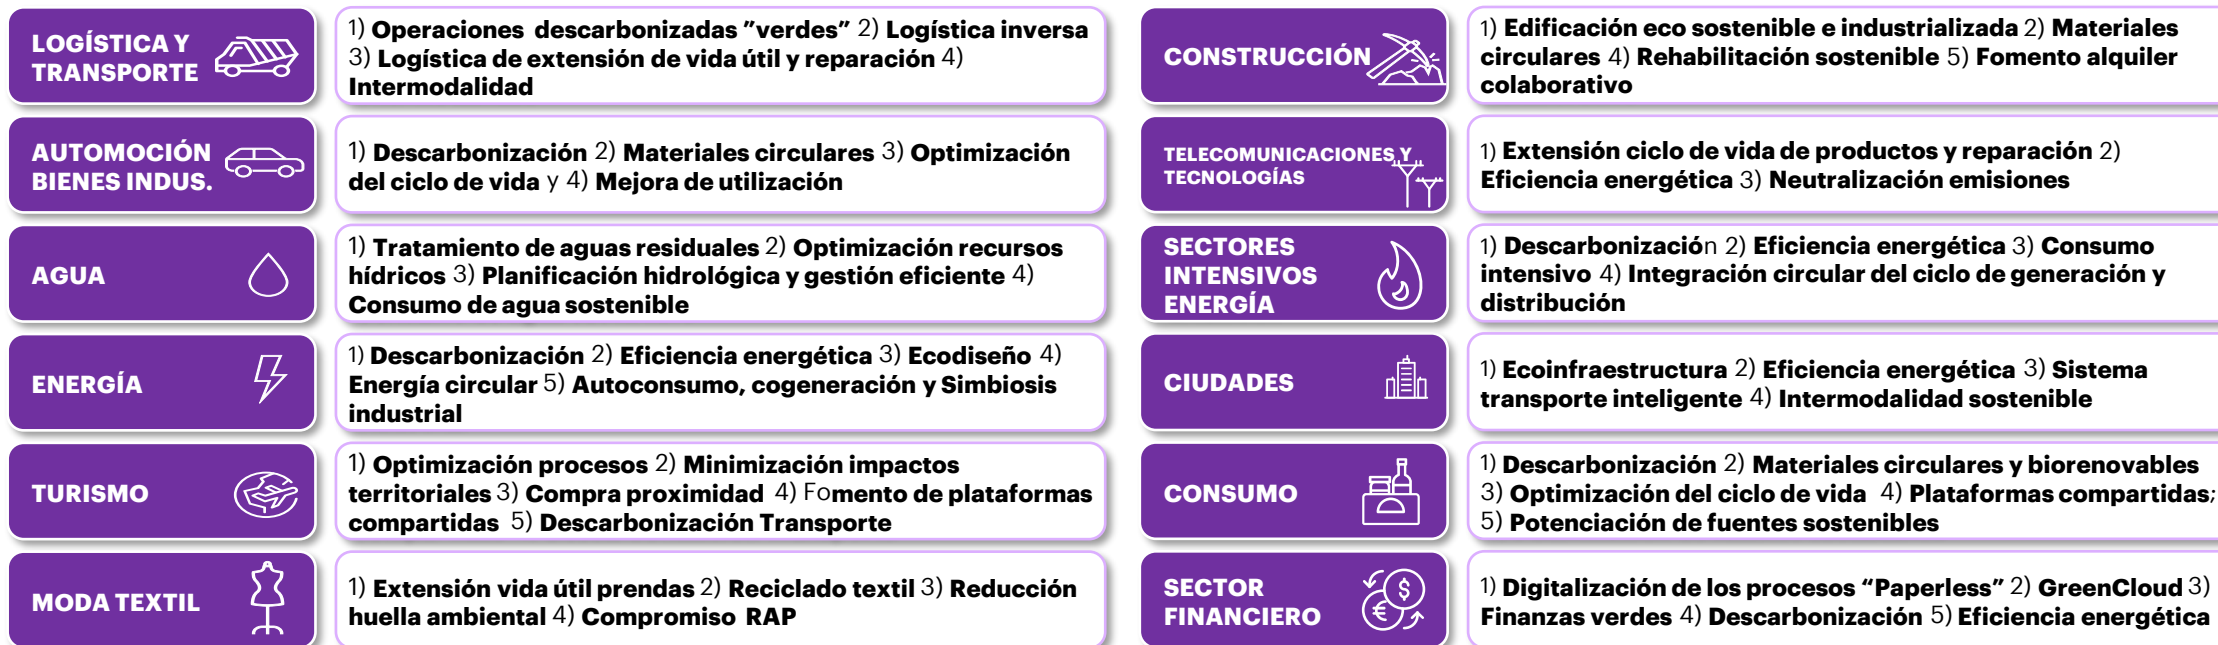 LOGÍSTICA Y
TRANSPORTE
1) Operaciones descarbonizadas "verdes" 2) Logística inversa
3) Logística de extensión de vida útil y reparación 4)
Intermodalidad
AUTOMOCIÓN
BIENES INDUS.
1) Descarbonización 2) Materiales circulares 3) Optimización
del ciclo de vida y 4) Mejora de utilización
AGUA
1) Tratamiento de aguas residuales 2) Optimización recursos
hídricos 3) Planificación hidrológica y gestión eficiente 4)
Consumo de agua sostenible
ENERGÍA
1) Descarbonización 2) Eficiencia energética 3) Ecodiseño 4)
Energía circular 5) Autoconsumo, cogeneración y Simbiosis
industrial
TURISMO
1) Optimización procesos 2) Minimización impactos
territoriales 3) Compra proximidad 4) Fomento de plataformas
compartidas 5) Descarbonización Transporte
MODA TEXTIL
1) Extensión vida útil prendas 2) Reciclado textil 3) Reducción
huella ambiental 4) Compromiso RAP
CONSTRUCCIÓN
1) Edificación eco sostenible e industrializada 2) Materiales
circulares 4) Rehabilitación sostenible 5) Fomento alquiler
colaborativo
TELECOMUNICACIONES Y
TECNOLOGÍAS
1) Extensión ciclo de vida de productos y reparación 2)
Eficiencia energética 3) Neutralización emisiones
SECTORES
INTENSIVOS
ENERGÍA
1) Descarbonización 2) Eficiencia energética 3) Consumo
intensivo 4) Integración circular del ciclo de generación y
distribución
CIUDADES
1) Ecoinfraestructura 2) Eficiencia energética 3) Sistema
transporte inteligente 4) Intermodalidad sostenible
CONSUMO
1) Descarbonización 2) Materiales circulares y biorenovables
3) Optimización del ciclo de vida 4) Plataformas compartidas;
5) Potenciación de fuentes sostenibles
SECTOR
FINANCIERO
$
€
1) Digitalización de los procesos “Paperless” 2) GreenCloud 3)
Finanzas verdes 4) Descarbonización 5) Eficiencia energética